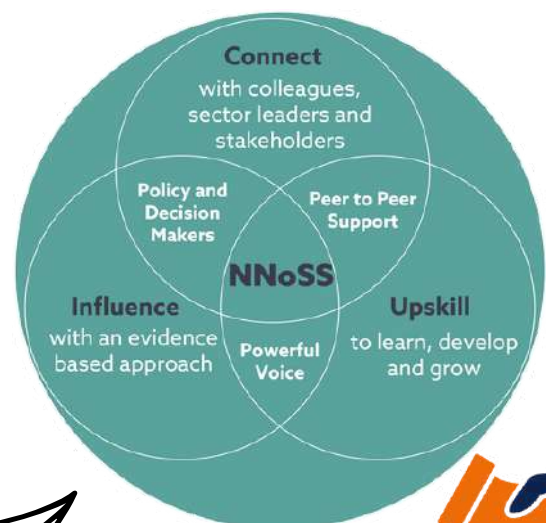 Connect
with colleagues,
sector leaders and
stakeholders
Policy and
Decision
Makers
Peer to Peer
Support
NNoSS
Influence
with an evidence
based approach
Upskill
to learn, develop
and grow
Powerful
Voice